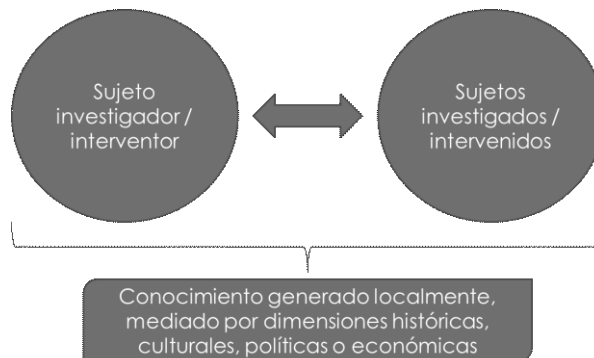 Sujeto
investigador /
interventor
Sujetos
investigados /
intervenidos
Conocimiento generado localmente,
mediado por dimensiones históricas,
culturales, políticas o económicas